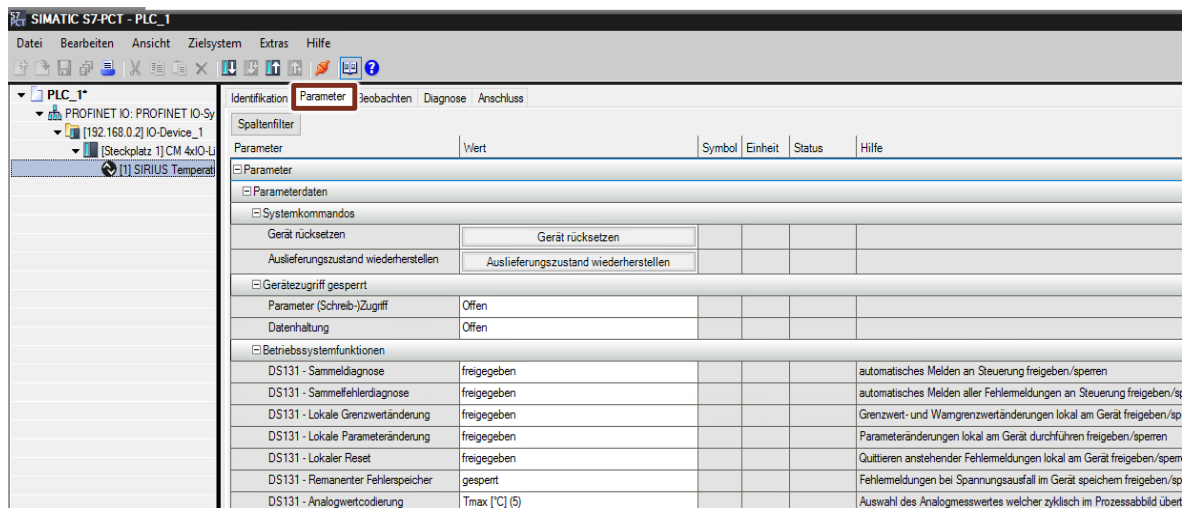 SIMATIC S7-PCT - PLC_1
Datei Bearbeiten Ansicht Zielsystem Extras Hilfe
PLC_1*
PROFINET IO: PROFINET IO-Sy
[192.168.0.2] IO-Device_1
[Steckplatz 1] CM 4xIO-Li
[1] SIRIUS Temperati
Identifikation Parameter Beobachten Diagnose Anschluss
Spaltenfilter
Parameter Wert Symbol Einheit Status Hilfe
Parameter
Parameterdaten
Systemkommandos
Gerät rücksetzen Gerät rücksetzen
Auslieferungszustand wiederherstellen Auslieferungszustand wiederherstellen
Gerätezugriff gesperrt
Parameter (Schreib-)Zugriff Offen
Datenhaltung Offen
Betriebssystemfunktionen
DS131 - Sammeldiagnose freigegeben automatisches Melden an Steuerung freigeben/sperren
DS131 - Sammelfehlerdiagnose freigegeben automatisches Melden aller Fehlermeldungen an Steuerung freigeben/sp
DS131 - Lokale Grenzwertänderung freigegeben Grenzwert- und Warngrenzwertänderungen lokal am Gerät freigeben/sp
DS131 - Lokale Parameteränderung freigegeben Parameteränderungen lokal am Gerät durchführen freigeben/sperren
DS131 - Lokaler Reset freigegeben Quittieren anstehender Fehlermeldungen lokal am Gerät freigeben/sperr
DS131 - Remanenter Fehlerspeicher gesperrt Fehlermeldungen bei Spannungsausfall im Gerät speichern freigeben/sp
DS131 - Analogwertcodierung Tmax [°C] (5) Auswahl des Analogmesswertes welcher zyklisch im Prozessabbild übert